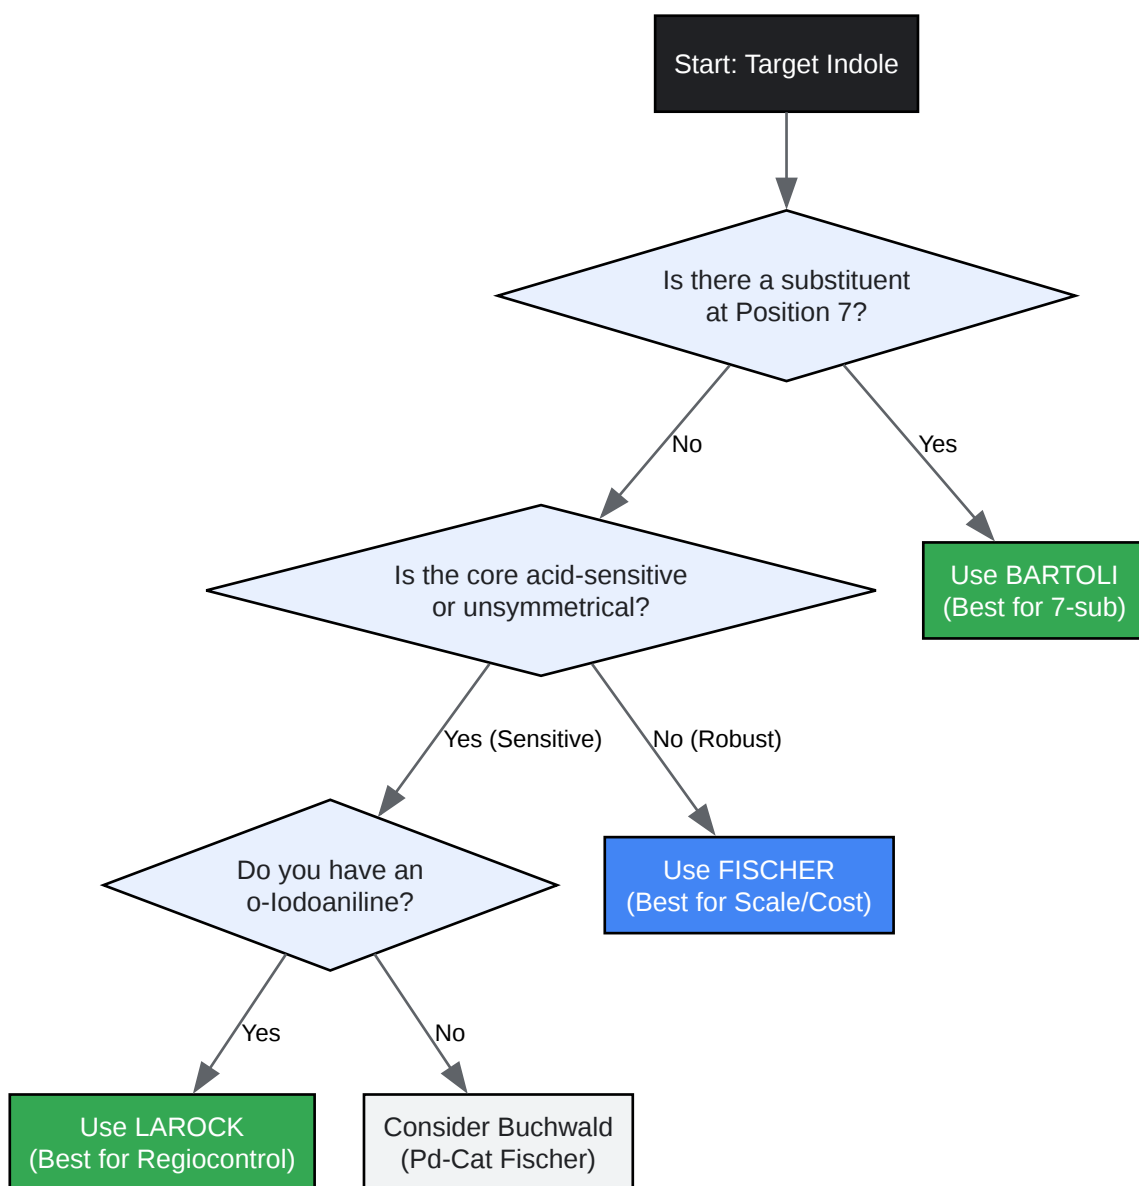 Start: Target Indole
Is there a substituent
at Position 7?
No
Yes
Is the core acid-sensitive
or unsymmetrical?
Use BARTOLI
(Best for 7-sub)
Yes (Sensitive)
No (Robust)
Do you have an
o-Iodoaniline?
Use FISCHER
(Best for Scale/Cost)
Yes
No
Use LAROCK
(Best for Regiocontrol)
Consider Buchwald
(Pd-Cat Fischer)